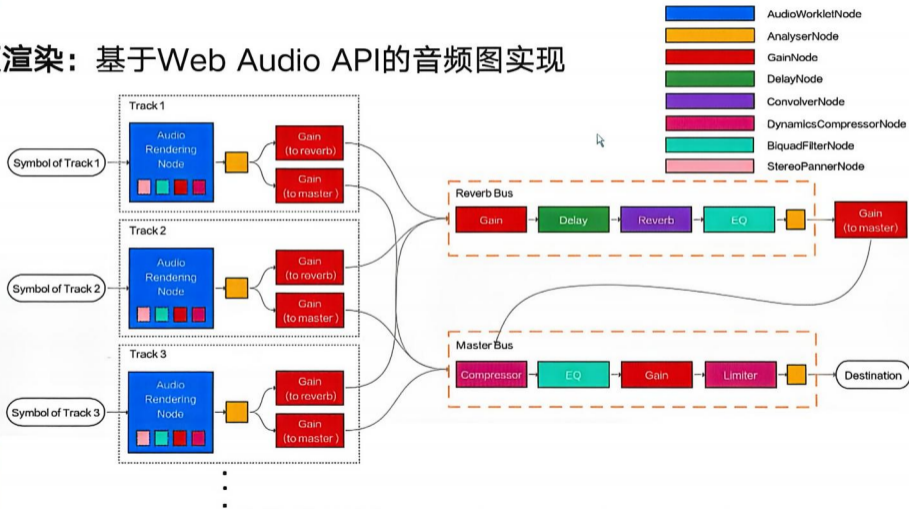 渲染：基于Web Audio API的音频图实现
AudioWorkletNode
AnalyserNode
GainNode
DelayNode
ConvolverNode
DynamicsCompressorNode
BiquadFilterNode
StereoPannerNode
Track 1
Symbol of Track 1
Audio
Rendering
Node
Gain
(to reverb)
Gain
(to master)
Track 2
Symbol of Track 2
Audio
Rendering
Node
Gain
(to reverb)
Gain
(to master)
Track 3
Symbol of Track 3
Audio
Rendering
Node
Gain
(to reverb)
Gain
(to master)
Reverb Bus
Gain
Delay
Reverb
EQ
Gain
(to master)
Master Bus
Compressor
EQ
Gain
Limiter
Destination